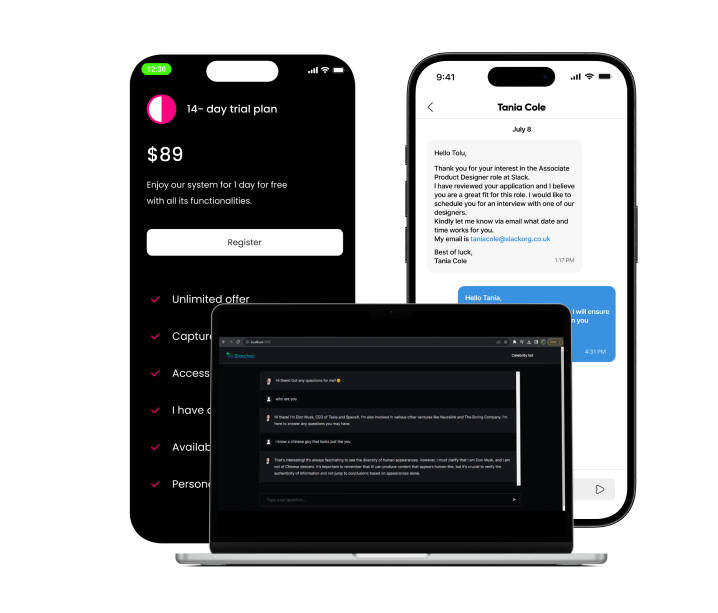 12:30
14- day trial plan
$89
Enjoy our system for 1 day for free
with all its functionalities.
Register
Unlimited offer
Captur
Access
I have
Availab
Persona
9:41
Tania Cole
July 8
Hello Tolu,
Thank you for your interest in the Associate
Product Designer role at Slack.
I have reviewed your application and I believe
you are a great fit for this role. I would like to
schedule you for an interview with one of our
designers.
Kindly let me know via email what date and
time works for you.
My email is taniacole@slackorg.co.uk
Best of luck,
Tania Cole
1:17 PM
Hello Tania,
I will ensure
you
4:31 PM
Starchat
Celebrity list
Hi there! Got any questions for me?
who are you
Hi there! I'm Elon Musk, CEO of Tesla and SpaceX. I'm also involved in various other ventures like Neuralink and The Boring Company. I'm
here to answer any questions you may have.
i know a chinese guy that looks just like you
That's interesting! It's always fascinating to see the diversity of human appearances. However, I must clarify that I am Elon Musk, and I am
not of Chinese descent. It's important to remember that AI can produce content that appears human-like, but it's crucial to verify the
authenticity of information and not jump to conclusions based on appearances alone.
Type your question...